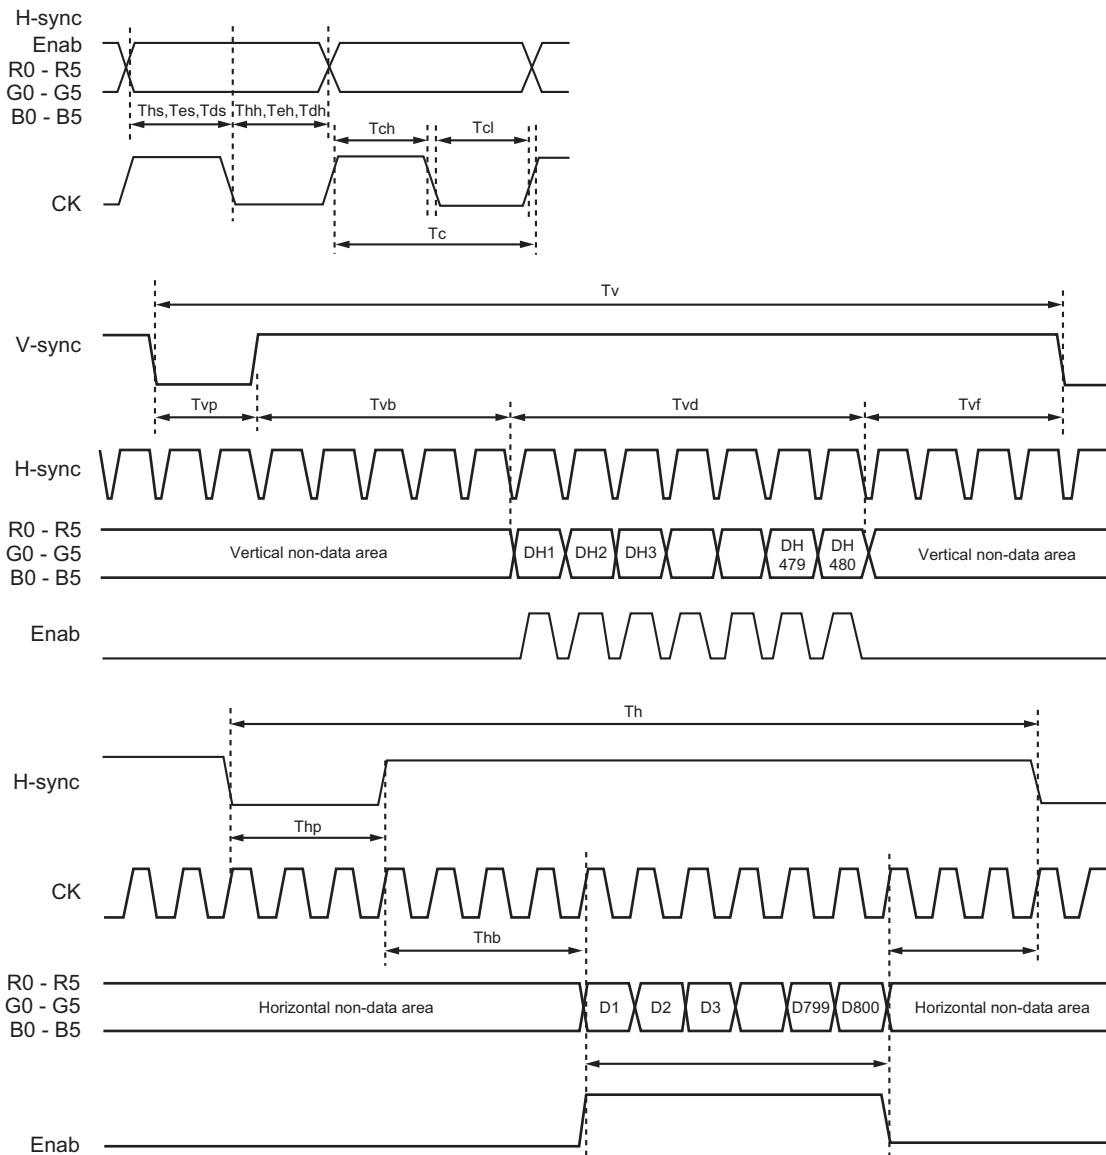 H-sync
Enab
R0 - R5
G0 - G5
B0 - B5
Ths,Tes,Tds Thh,Teh,Tdh
Tch Tcl
CK
Tc
Tv
V-sync
Tvp Tvb Tvd Tvf
H-sync
R0 - R5
G0 - G5
B0 - B5
Vertical non-data area DH1 DH2 DH3 DH 479 DH 480 Vertical non-data area
Enab
Th
H-sync
Thp
CK
Thb
R0 - R5
G0 - G5
B0 - B5
Horizontal non-data area D1 D2 D3 D799 D800 Horizontal non-data area
Enab